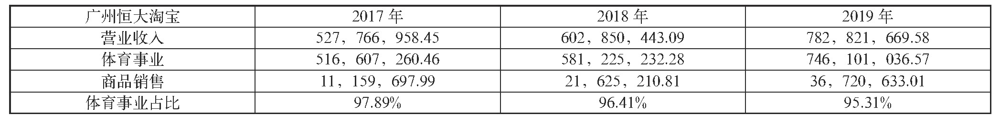 广州恒大淘宝 2017 年 2018 年 2019 年
营业收入 527，766，958.45 602，850，443.09 782，821，669.58
体育事业 516，607，260.46 581，225，232.28 746，101，036.57
商品销售 11，159，697.99 21，625，210.81 36，720，633.01
体育事业占比 97.89% 96.41% 95.31%